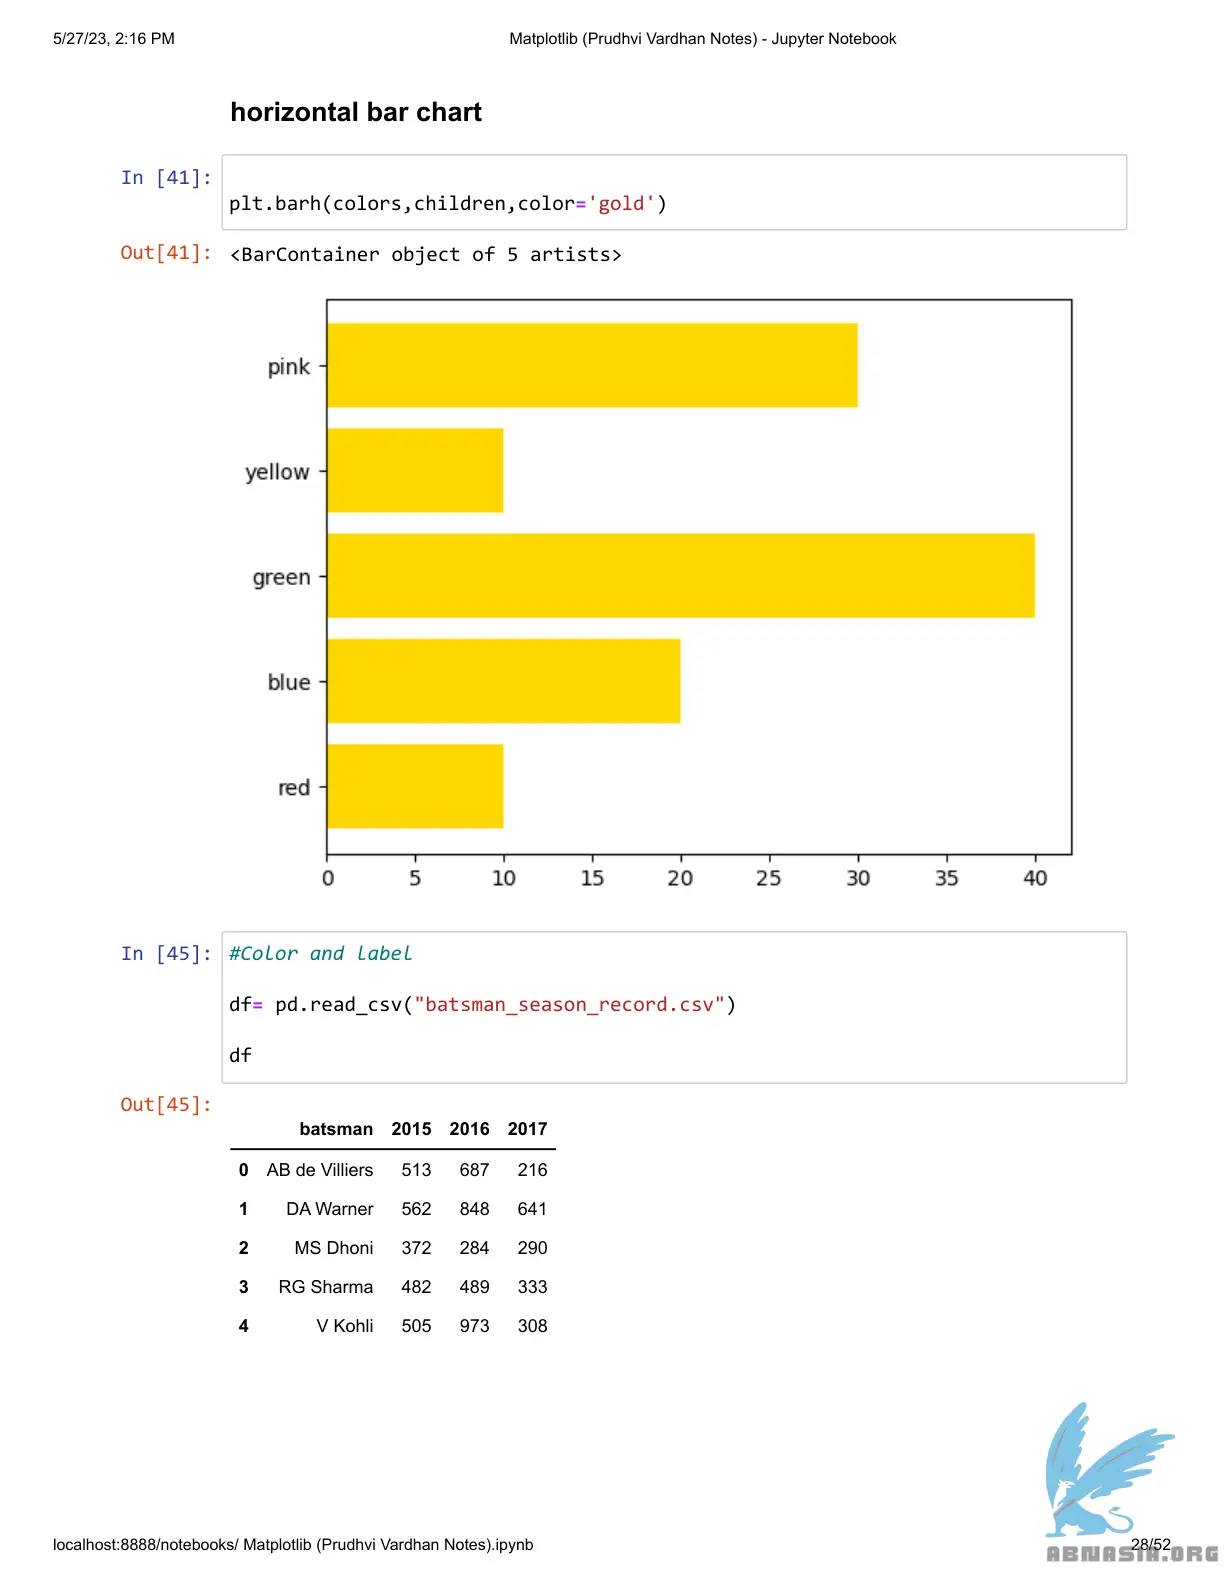 5/27/23, 2:16 PM Matplotlib (Prudhvi Vardhan Notes) - Jupyter Notebook
horizontal bar chart
In [41]:
plt.barh(colors,children,color='gold')
Out[41]: <BarContainer object of 5 artists>
pink
yellow
green
blue
red
0 5 10 15 20 25 30 35 40
In [45]: #Color and label
df= pd.read_csv("batsman_season_record.csv")
df
Out[45]:
batsman 2015 2016 2017
0 AB de Villiers 513 687 216
1 DA Warner 562 848 641
2 MS Dhoni 372 284 290
3 RG Sharma 482 489 333
4 V Kohli 505 973 308
localhost:8888/notebooks/ Matplotlib (Prudhvi Vardhan Notes).ipynb 28/52
ABNASIA.ORG